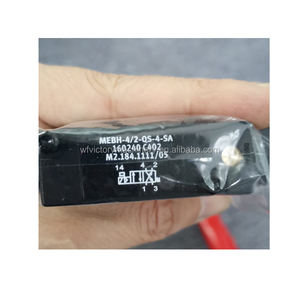 MEBH-4/2-QS-4-SA
160240 C402
M2.184.1111/05
14 4 2
1 3